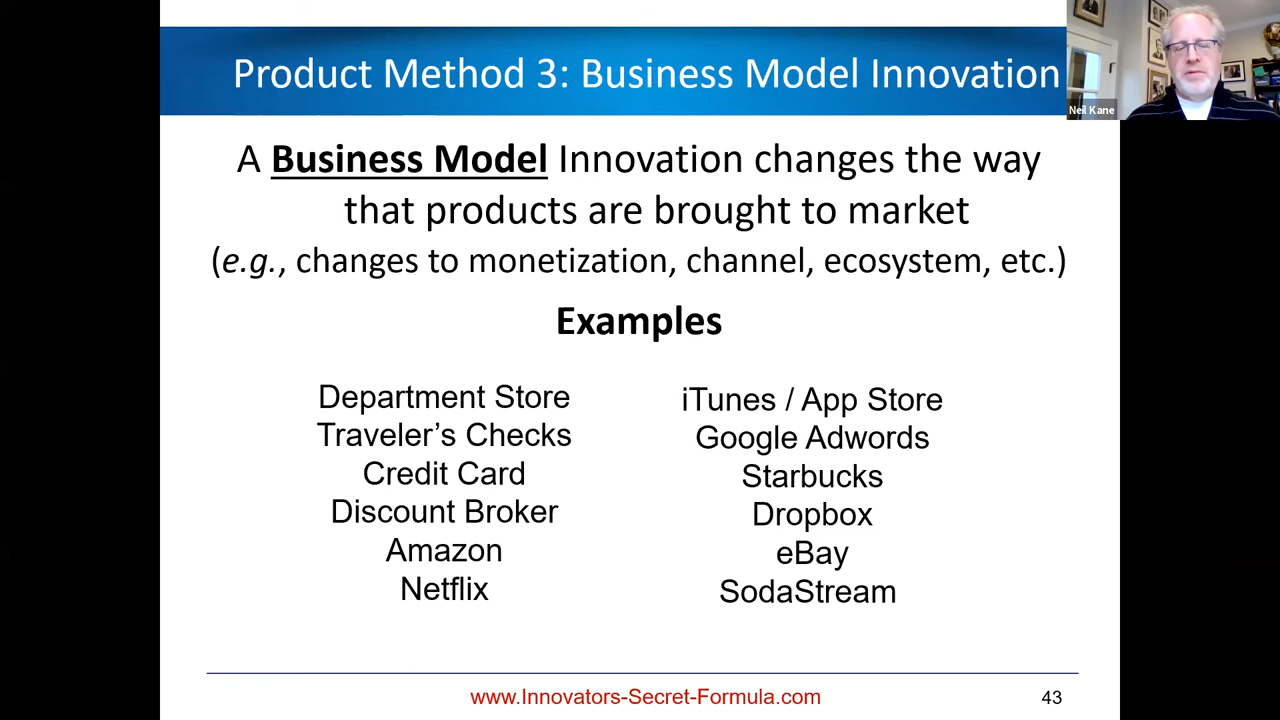 Product Method 3: Business Model Innovation
Neil Kane
A Business Model Innovation changes the way
that products are brought to market
(e.g., changes to monetization, channel, ecosystem, etc.)
Examples
Department Store
Traveler’s Checks
Credit Card
Discount Broker
Amazon
Netflix
iTunes / App Store
Google Adwords
Starbucks
Dropbox
eBay
SodaStream
www.Innovators-Secret-Formula.com
43